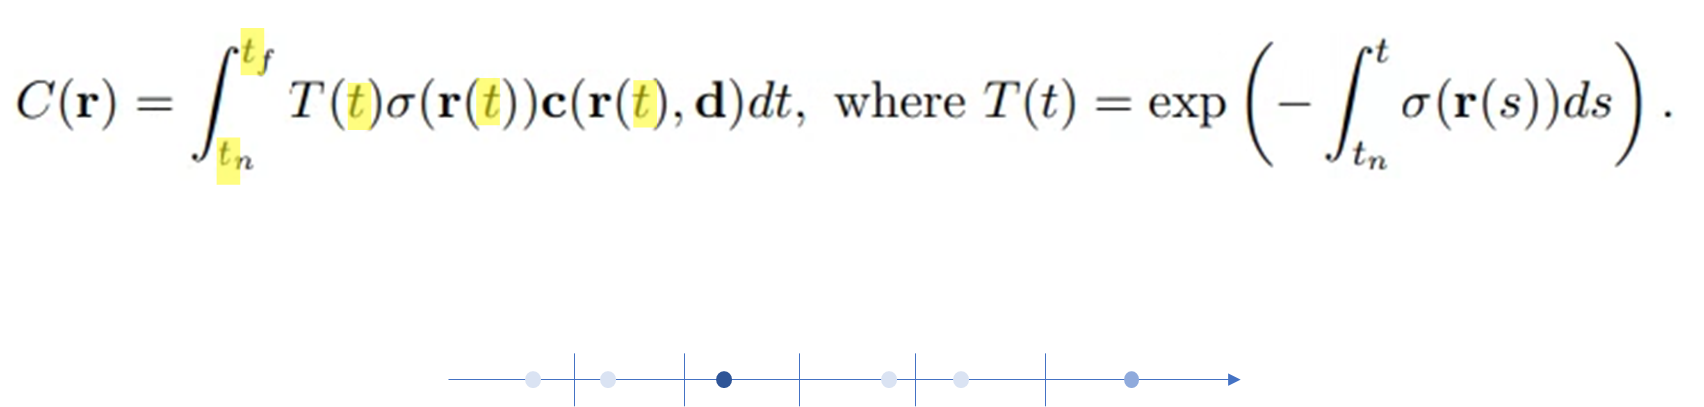 C(r) = ∫_{t_n}^{t_f} T(t)σ(r(t))c(r(t), d)dt, where T(t) = exp(−∫_{t_n}^{t} σ(r(s))ds).